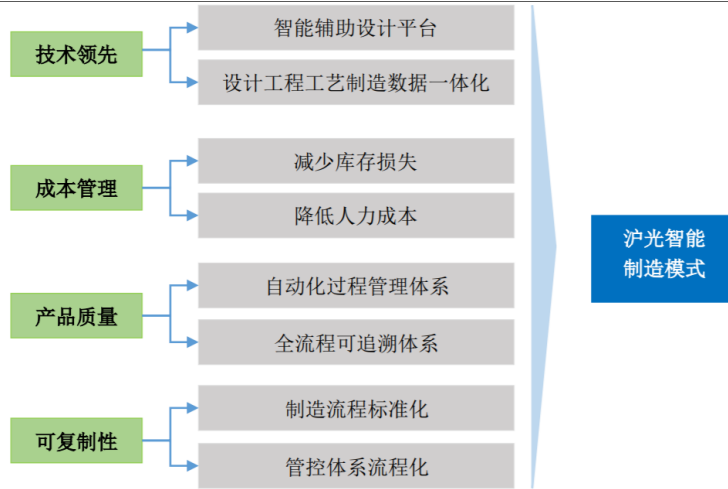 技术领先
智能辅助设计平台
设计工程工艺制造数据一体化
成本管理
减少库存损失
降低人力成本
产品质量
自动化过程管理体系
全流程可追溯体系
可复制性
制造流程标准化
管控体系流程化
沪光智能
制造模式